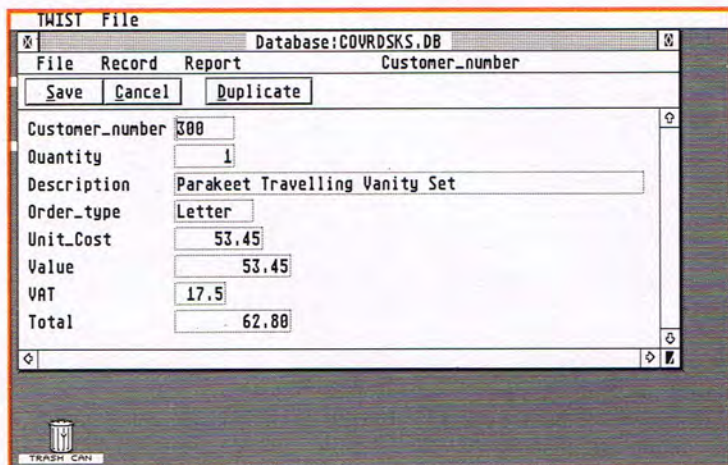 TWIST File
Database:COVRDSKS.DB
File Record Report Customer_number
Save Cancel Duplicate
Customer_number 300
Quantity 1
Description Parakeet Travelling Vanity Set
Order_type Letter
Unit_Cost 53.45
Value 53.45
VAT 17.5
Total 62.80
TRASH CAN